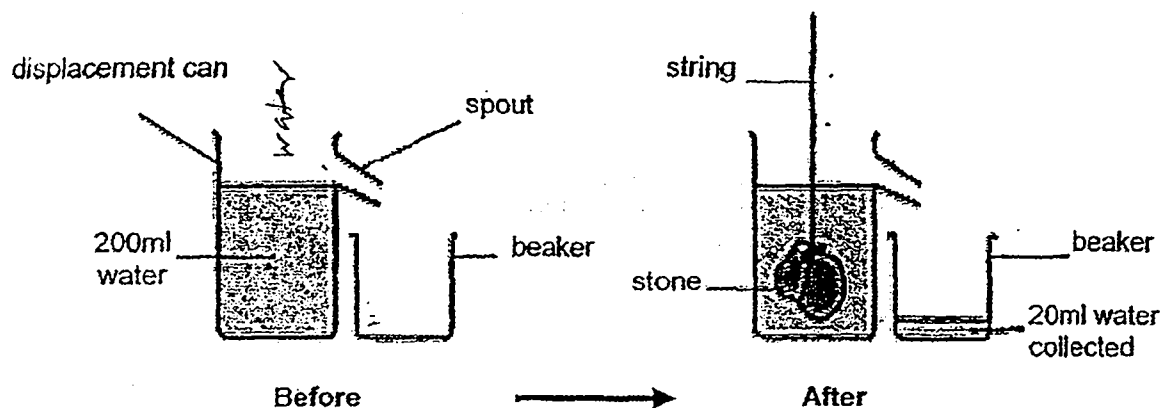 displacement can
water
spout
200ml
water
beaker
Before
string
stone
beaker
20ml water
collected
After